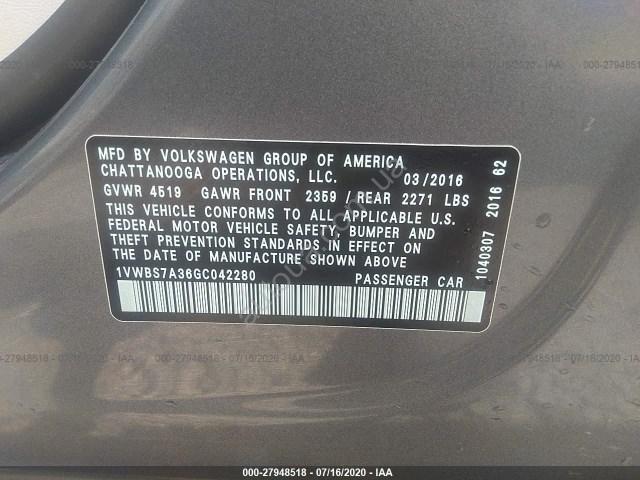 MFD BY VOLKSWAGEN GROUP OF AMERICA
CHATTANOOGA OPERATIONS, LLC. 03/2016
GVWR 4519 GAWR FRONT 2359 / REAR 2271 LBS
THIS VEHICLE CONFORMS TO ALL APPLICABLE U.S.
FEDERAL MOTOR VEHICLE SAFETY, BUMPER AND
THEFT PREVENTION STANDARDS IN EFFECT ON
THE DATE OF MANUFACTURE SHOWN ABOVE
1VWBS7A36GC042280 PASSENGER CAR
1040307 2016 62
000-27948518 - 07/16/2020 - IAA